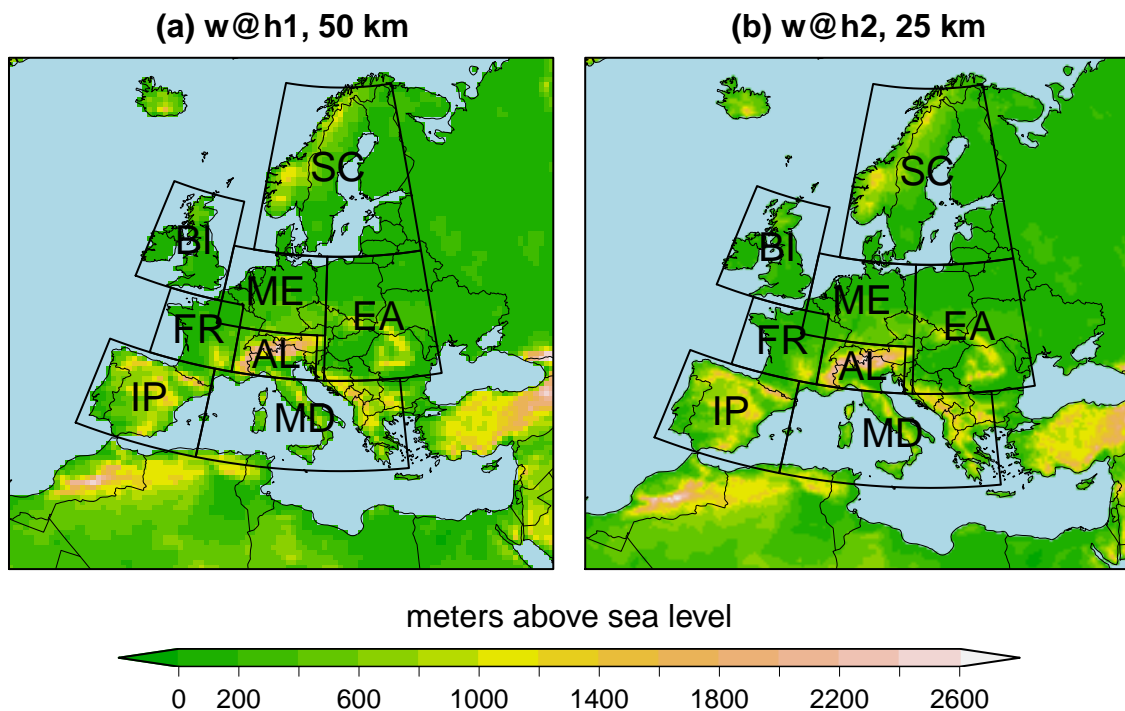 (a) w@h1, 50 km
(b) w@h2, 25 km
SC
BI
ME
EA
FR
AL
IP
MD
SC
BI
ME
EA
FR
AL
IP
MD
meters above sea level
0 200 600 1000 1400 1800 2200 2600